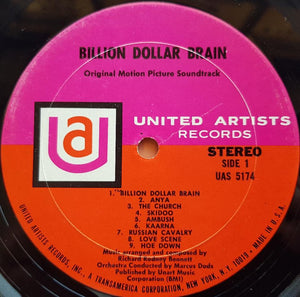 BILLION DOLLAR BRAIN
Original Motion Picture Soundtrack
ua
UNITED ARTISTS
RECORDS
STEREO
SIDE 1
UAS 5174
1. BILLION DOLLAR BRAIN
2. ANYA
3. THE CHURCH
4. SKIDOO
5. AMBUSH
6. KAARNA
7. RUSSIAN CAVALRY
8. LOVE SCENE
9. HOE DOWN
Music arranged and composed by
Richard Rodney Bennett
Orchestra Conducted by Marcus Dods
Published by Unart Music
Corporation (BMI)
UNITED ARTISTS RECORDS, INC., A TRANSAMERICA CORPORATION, NEW YORK, N.Y. 10019 • MADE IN U.S.A.